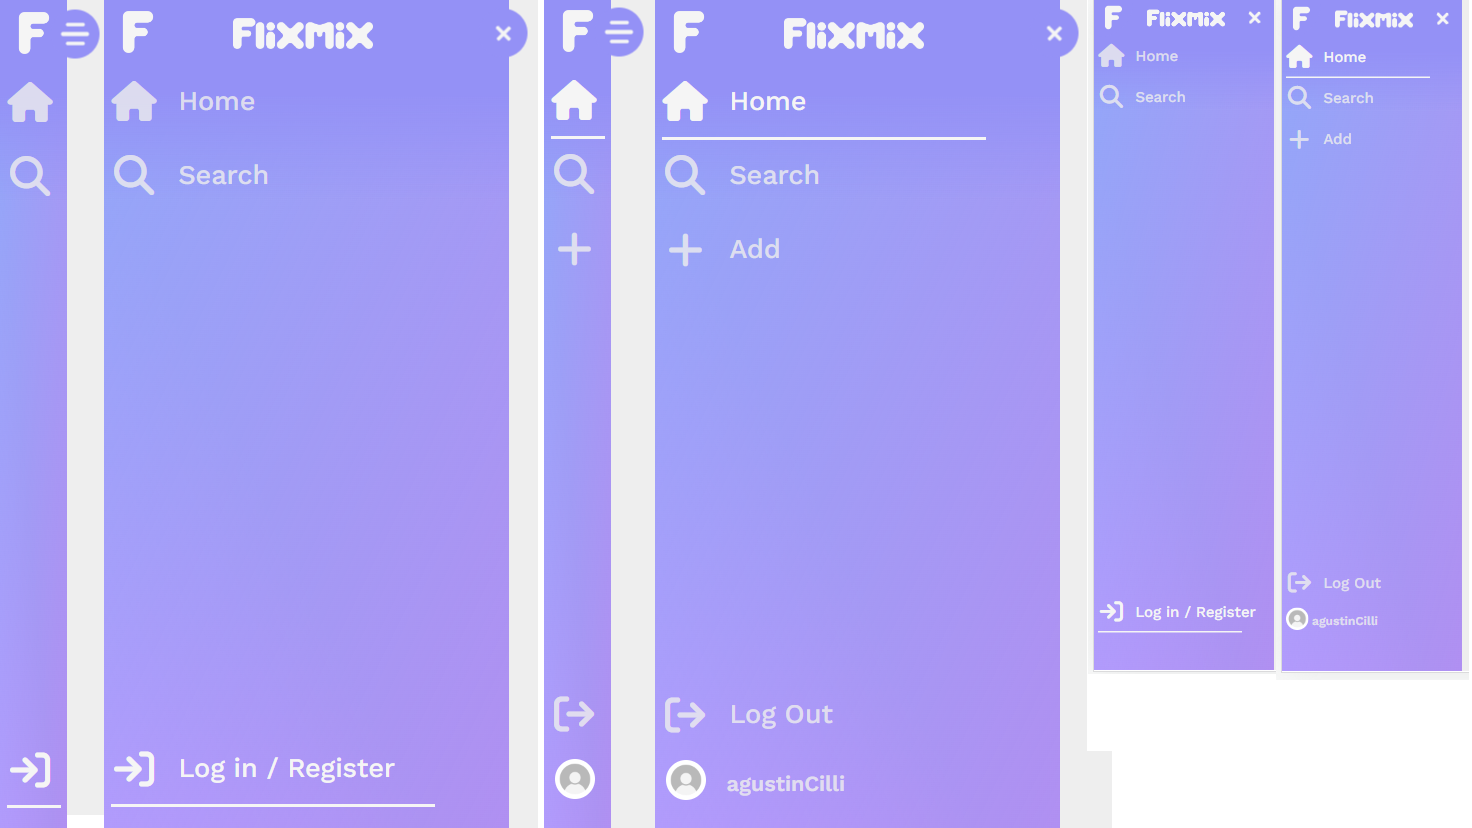 F
F FliXMiX
Home
Search
Log in / Register
F
F FliXMiX
Home
Search
Add
Log Out
agustinCilli
F FliXMiX
Home
Search
Log in / Register
F FliXMiX
Home
Search
Add
Log Out
agustinCilli